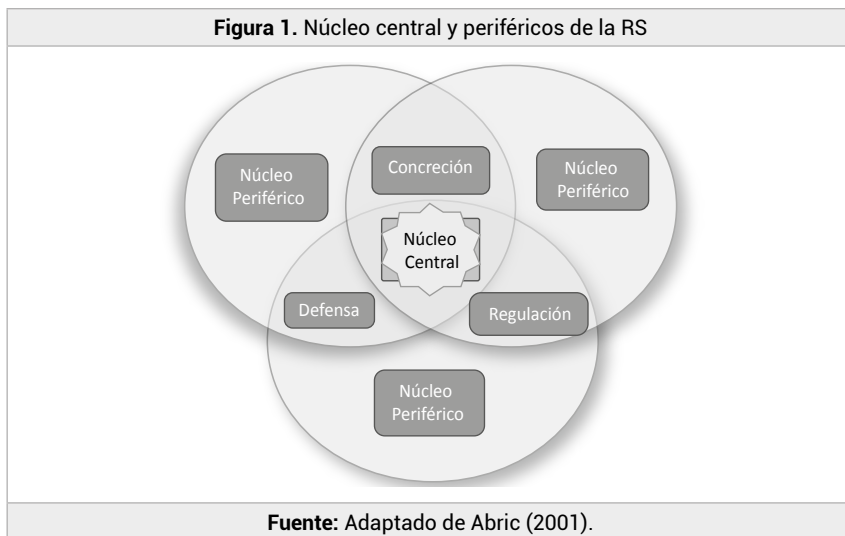 Figura 1. Núcleo central y periféricos de la RS
Núcleo
Periférico
Concreción
Núcleo
Periférico
Núcleo
Central
Defensa
Regulación
Núcleo
Periférico
Fuente: Adaptado de Abric (2001).